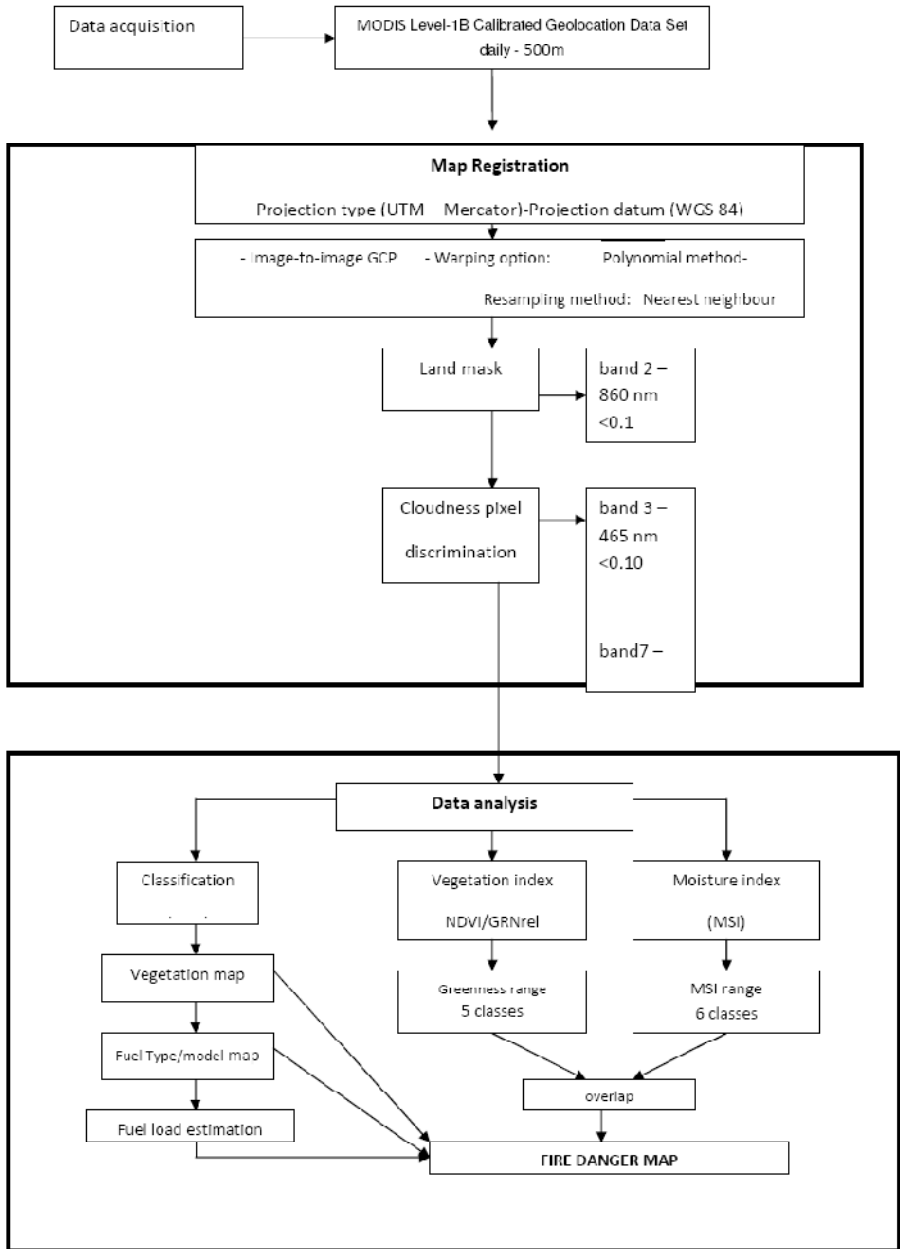 Data acquisition
MODIS Level-1B Calibrated Geolocation Data Set
daily - 500m
Map Registration
Projection type (UTM Mercator)-Projection datum (WGS 84)
- Image-to-image GCP - Warping option: Polynomial method-
Resampling method: Nearest neighbour
Land mask
band 2 –
860 nm
<0.1
Cloudness pixel
discrimination
band 3 –
465 nm
<0.10
band7 –
Data analysis
Classification
Vegetation map
Fuel Type/model map
Fuel load estimation
Vegetation index
NDVI/GRNrel
Greenness range
5 classes
Moisture index
(MSI)
MSI range
6 classes
overlap
FIRE DANGER MAP